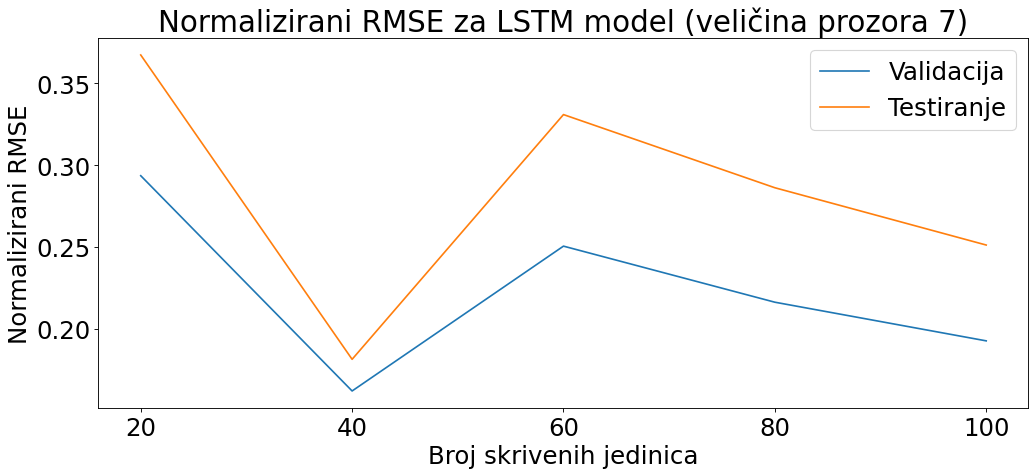 Normalizirani RMSE za LSTM model (veličina prozora 7)
Validacija
Testiranje
Normalizirani RMSE
0.35
0.30
0.25
0.20
20 40 60 80 100
Broj skrivenih jedinica